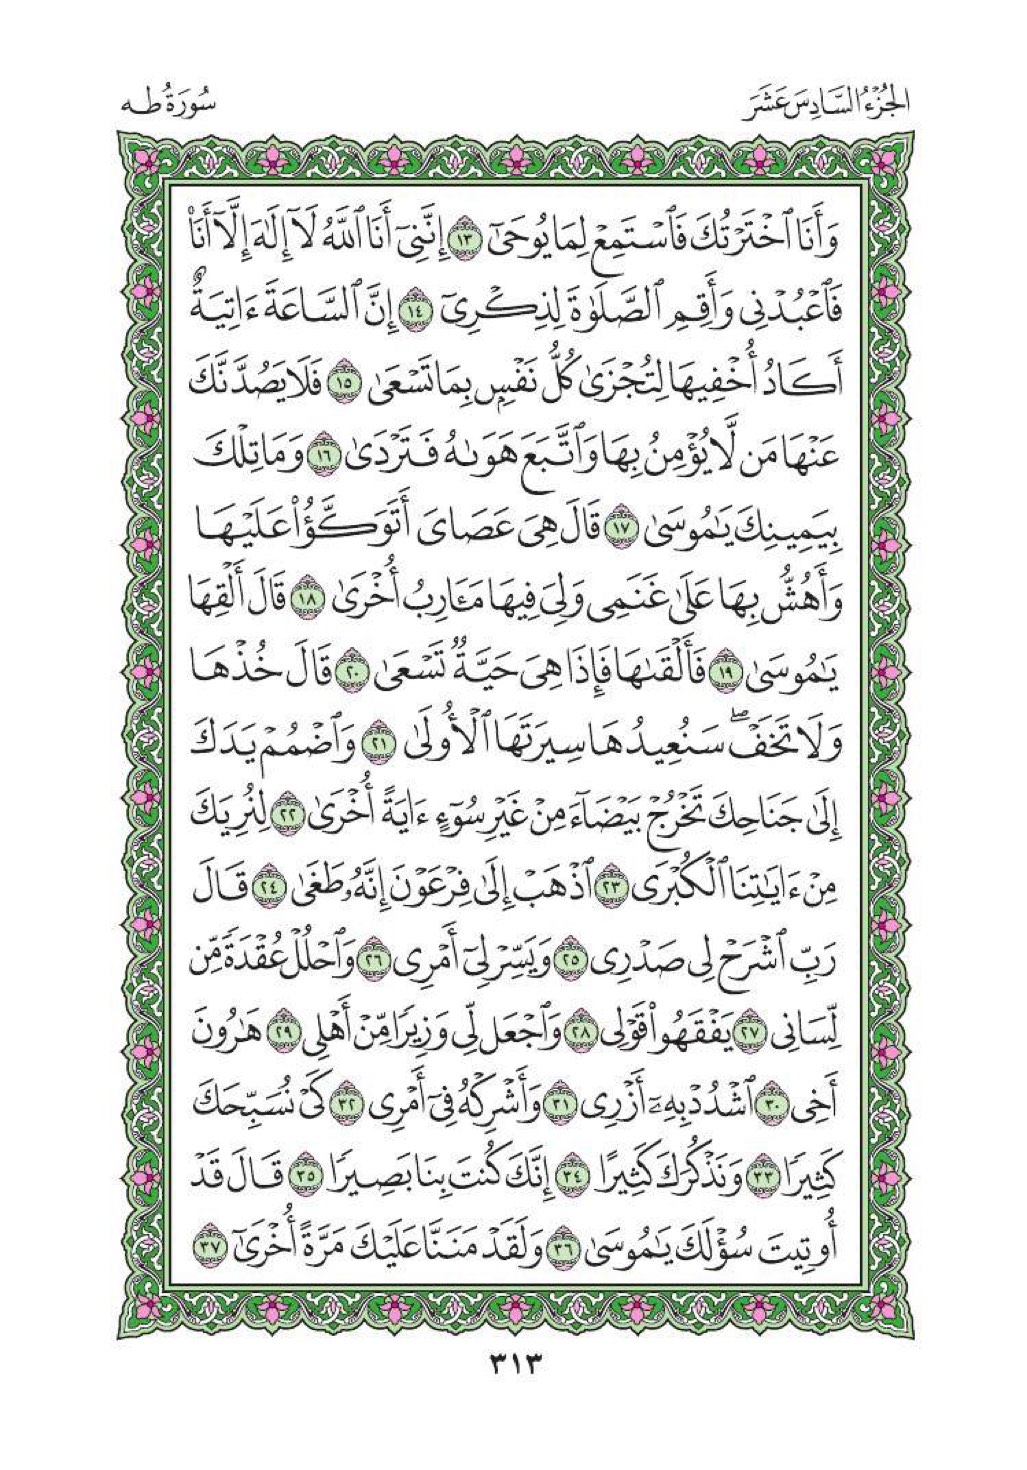 الجُزْءُ السَّادِسَ عَشَرَ
سُورَةُ طه
وَأَنَا ٱخْتَرْتُكَ فَٱسْتَمِعْ لِمَا يُوحَىٰٓ ١٣ إِنَّنِىٓ أَنَا ٱللَّهُ لَآ إِلَٰهَ إِلَّآ أَنَا۠
فَٱعْبُدْنِى وَأَقِمِ ٱلصَّلَوٰةَ لِذِكْرِىٓ ١٤ إِنَّ ٱلسَّاعَةَ ءَاتِيَةٌ
أَكَادُ أُخْفِيهَا لِتُجْزَىٰ كُلُّ نَفْسٍۭ بِمَا تَسْعَىٰ ١٥ فَلَا يَصُدَّنَّكَ
عَنْهَا مَن لَّا يُؤْمِنُ بِهَا وَٱتَّبَعَ هَوَىٰهُ فَتَرْدَىٰ ١٦ وَمَا تِلْكَ
بِيَمِينِكَ يَٰمُوسَىٰ ١٧ قَالَ هِىَ عَصَاىَ أَتَوَكَّؤُا۟ عَلَيْهَا
وَأَهُشُّ بِهَا عَلَىٰ غَنَمِى وَلِىَ فِيهَا مَـَٔارِبُ أُخْرَىٰ ١٨ قَالَ أَلْقِهَا
يَٰمُوسَىٰ ١٩ فَأَلْقَىٰهَا فَإِذَا هِىَ حَيَّةٌ تَسْعَىٰ ٢٠ قَالَ خُذْهَا
وَلَا تَخَفْ ۖ سَنُعِيدُهَا سِيرَتَهَا ٱلْأُولَىٰ ٢١ وَٱضْمُمْ يَدَكَ
إِلَىٰ جَنَاحِكَ تَخْرُجْ بَيْضَآءَ مِنْ غَيْرِ سُوٓءٍ ءَايَةً أُخْرَىٰ ٢٢ لِنُرِيَكَ
مِنْ ءَايَٰتِنَا ٱلْكُبْرَى ٢٣ ٱذْهَبْ إِلَىٰ فِرْعَوْنَ إِنَّهُۥ طَغَىٰ ٢٤ قَالَ
رَبِّ ٱشْرَحْ لِى صَدْرِى ٢٥ وَيَسِّرْ لِىٓ أَمْرِى ٢٦ وَٱحْلُلْ عُقْدَةً مِّن
لِّسَانِى ٢٧ يَفْقَهُوا۟ قَوْلِى ٢٨ وَٱجْعَل لِّى وَزِيرًا مِّنْ أَهْلِى ٢٩ هَٰرُونَ
أَخِى ٣٠ ٱشْدُدْ بِهِۦٓ أَزْرِى ٣١ وَأَشْرِكْهُ فِىٓ أَمْرِى ٣٢ كَىْ نُسَبِّحَكَ
كَثِيرًا ٣٣ وَنَذْكُرَكَ كَثِيرًا ٣٤ إِنَّكَ كُنتَ بِنَا بَصِيرًا ٣٥ قَالَ قَدْ
أُوتِيتَ سُؤْلَكَ يَٰمُوسَىٰ ٣٦ وَلَقَدْ مَنَنَّا عَلَيْكَ مَرَّةً أُخْرَىٰٓ ٣٧
٣١٣